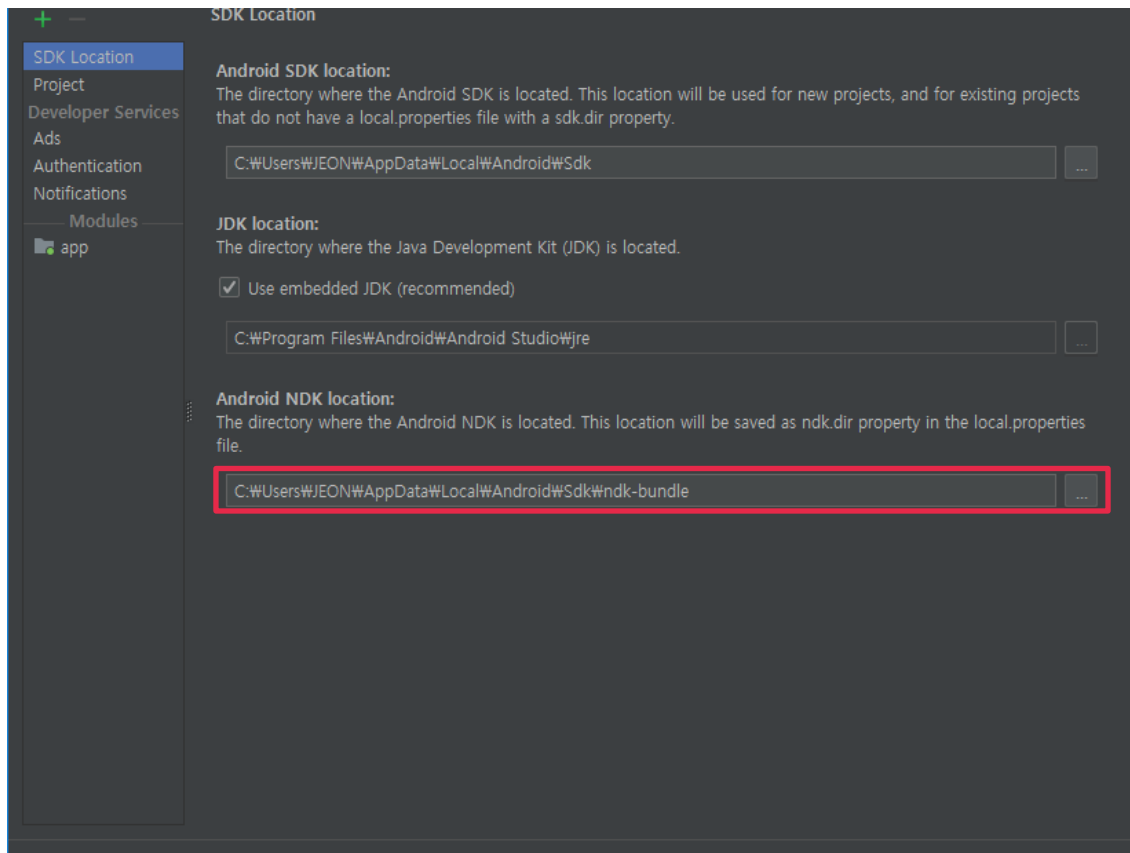 SDK Location
SDK Location
Project
Developer Services
Ads
Authentication
Notifications
Modules
app
Android SDK location:
The directory where the Android SDK is located. This location will be used for new projects, and for existing projects
that do not have a local.properties file with a sdk.dir property.
C:₩Users₩JEON₩AppData₩Local₩Android₩Sdk
...
JDK location:
The directory where the Java Development Kit (JDK) is located.
Use embedded JDK (recommended)
C:₩Program Files₩Android₩Android Studio₩jre
...
Android NDK location:
The directory where the Android NDK is located. This location will be saved as ndk.dir property in the local.properties
file.
C:₩Users₩JEON₩AppData₩Local₩Android₩Sdk₩ndk-bundle
...